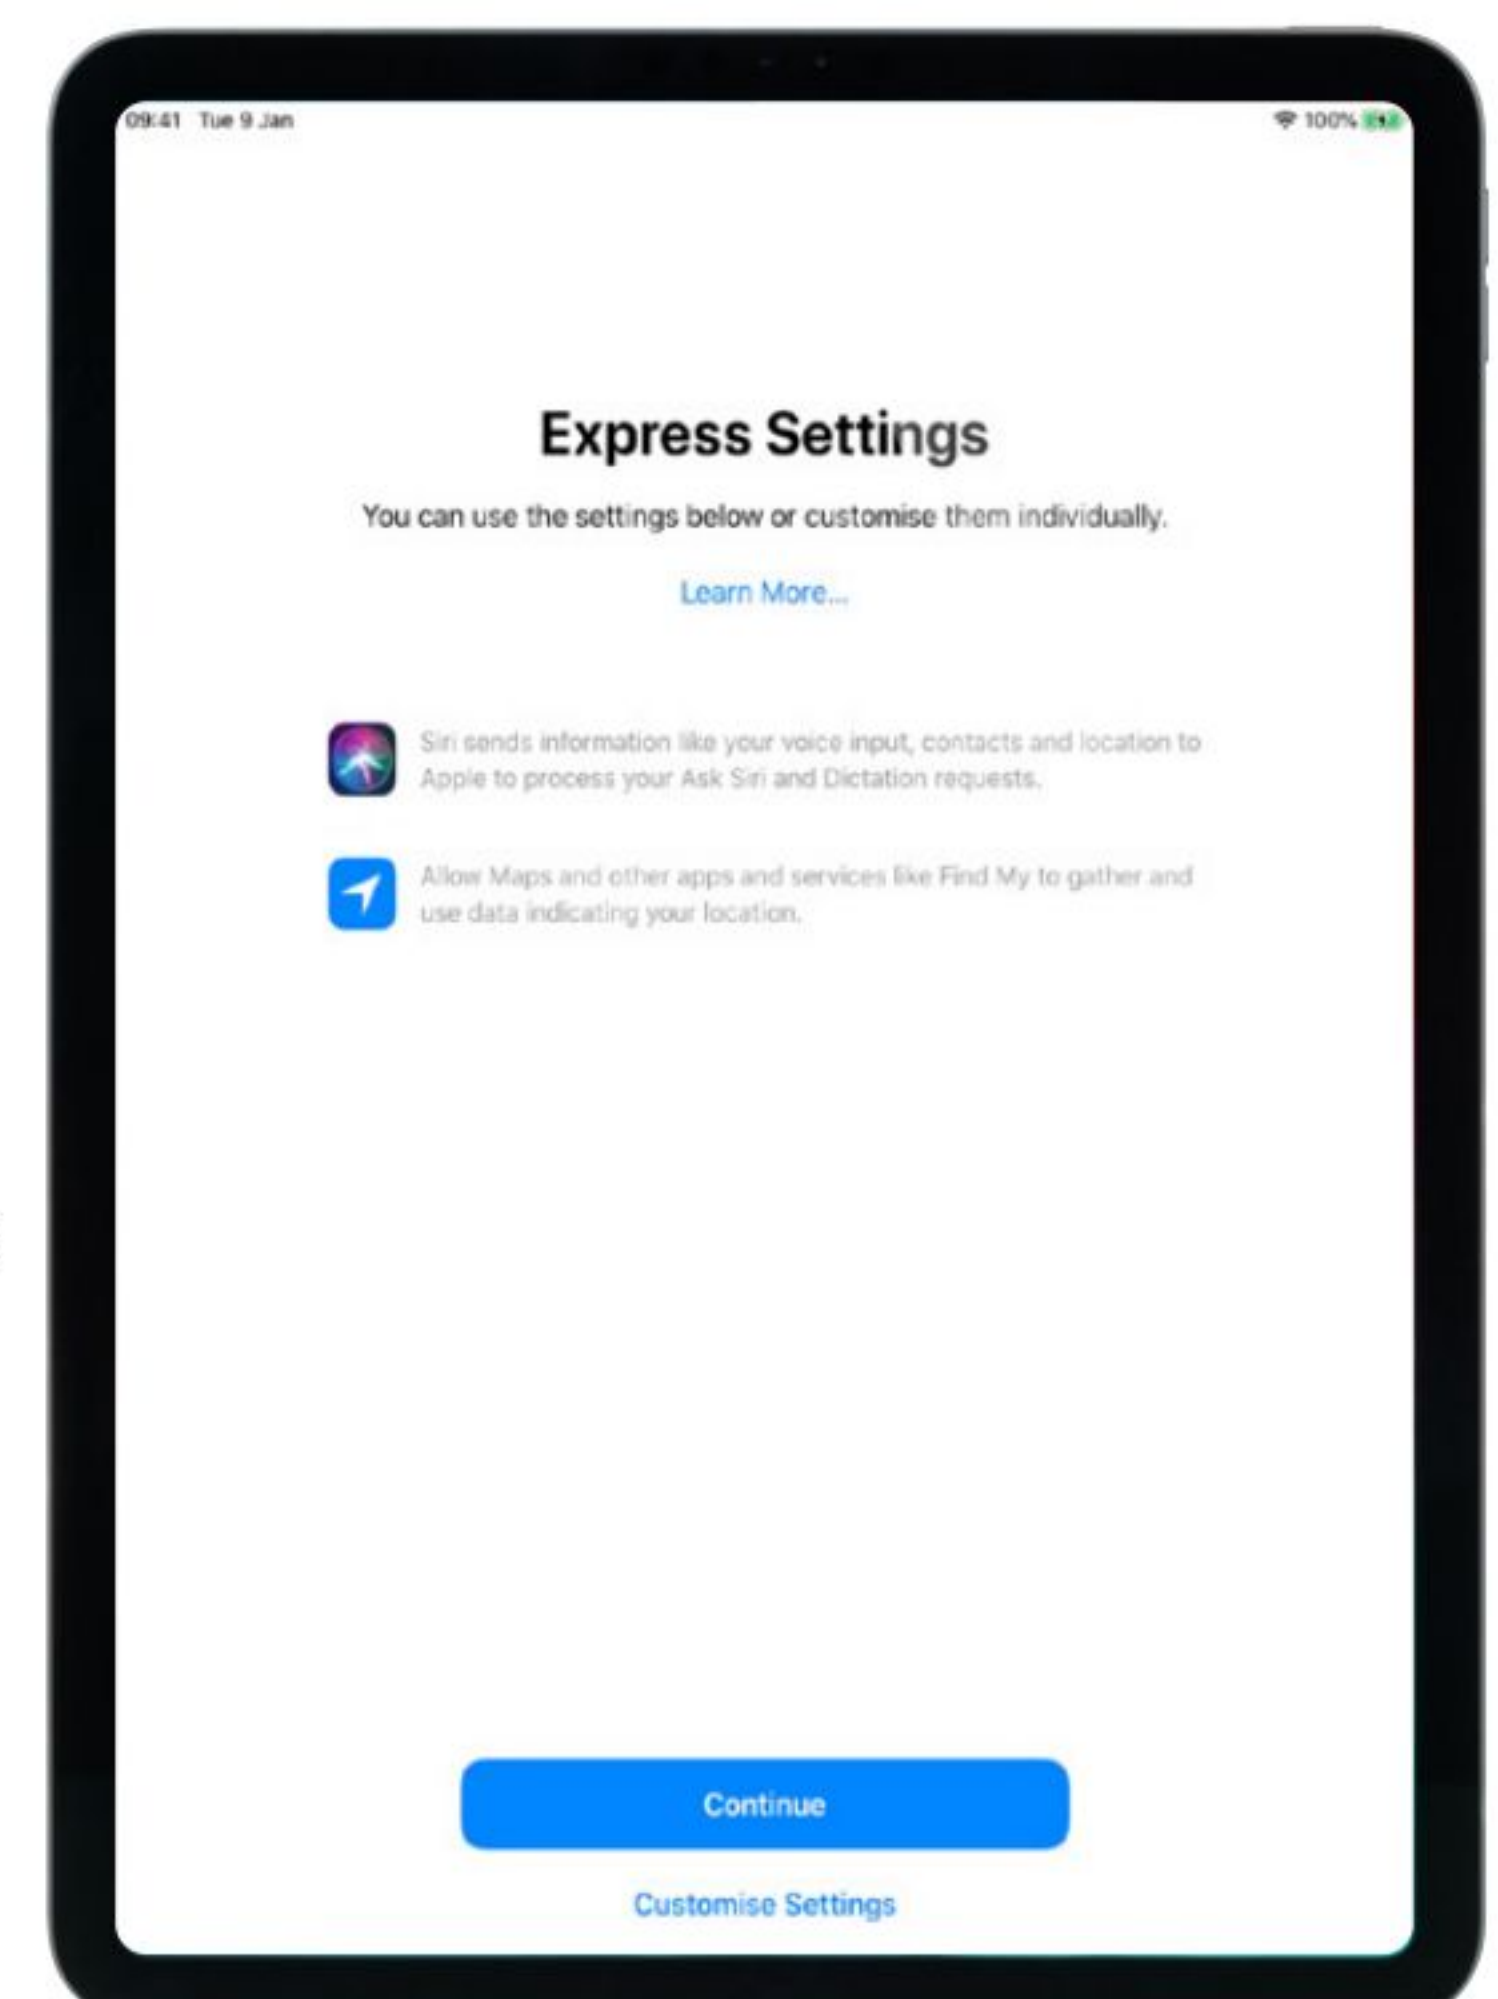 09:41 Tue 9 Jan
100%
Express Settings
You can use the settings below or customise them individually.
Learn More...
Siri sends information like your voice input, contacts and location to
Apple to process your Ask Siri and Dictation requests.
Allow Maps and other apps and services like Find My to gather and
use data indicating your location.
Continue
Customise Settings